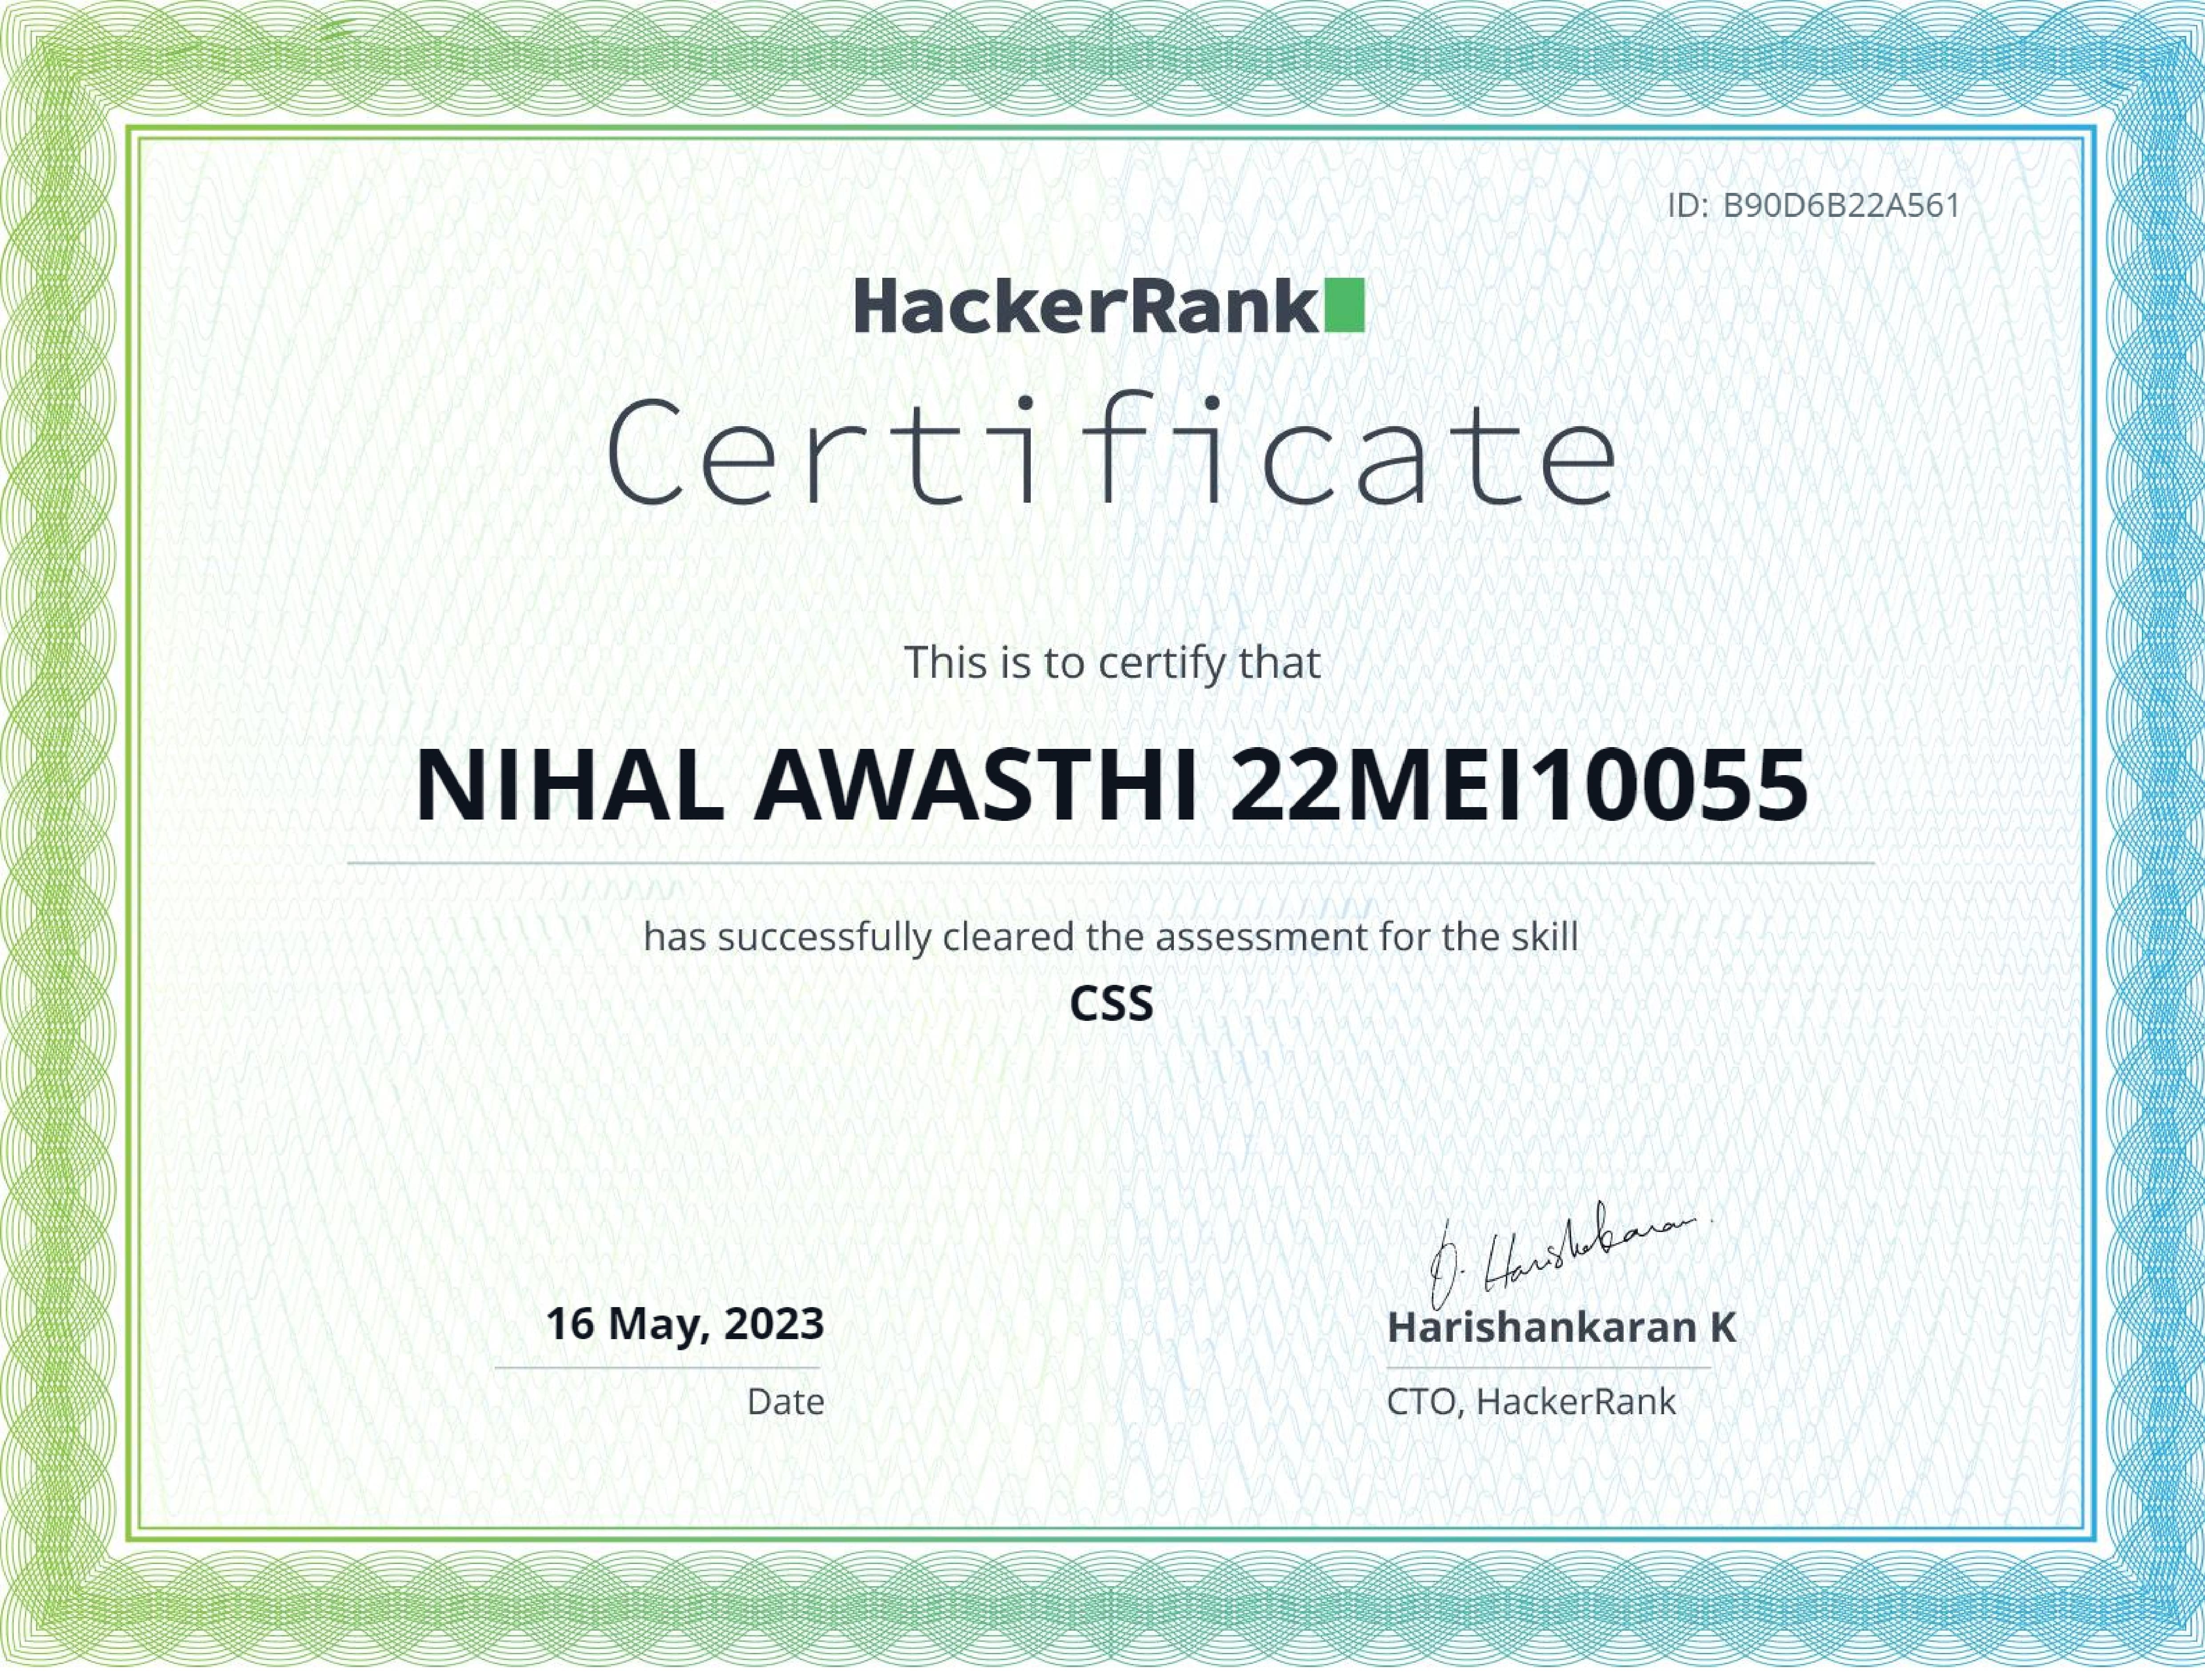 ID: B90D6B22A561
HackerRank
Certificate
This is to certify that
NIHAL AWASTHI 22MEI10055
has successfully cleared the assessment for the skill
CSS
16 May, 2023
Date
Harishankaran K
CTO, HackerRank